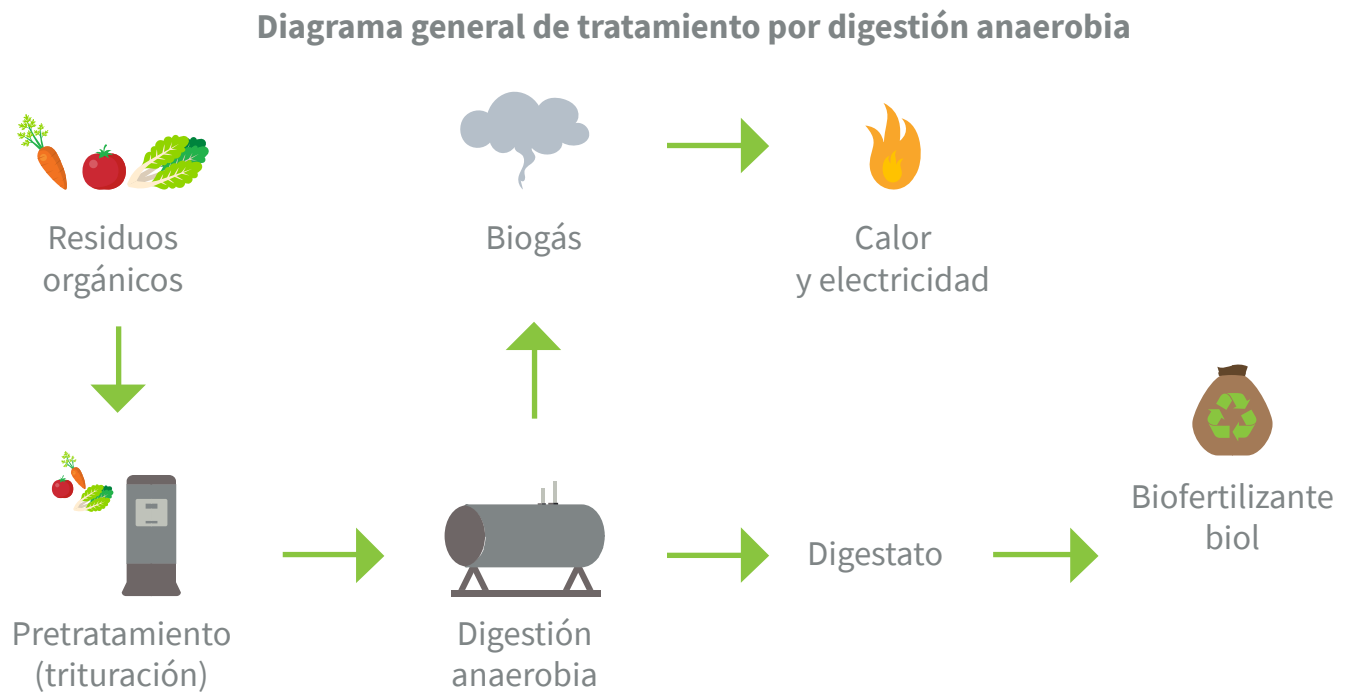 Diagrama general de tratamiento por digestión anaerobia
Residuos
orgánicos
Biogás
Calor
y electricidad
Pretratamiento
(trituración)
Digestión
anaerobia
Digestato
Biofertilizante
biol